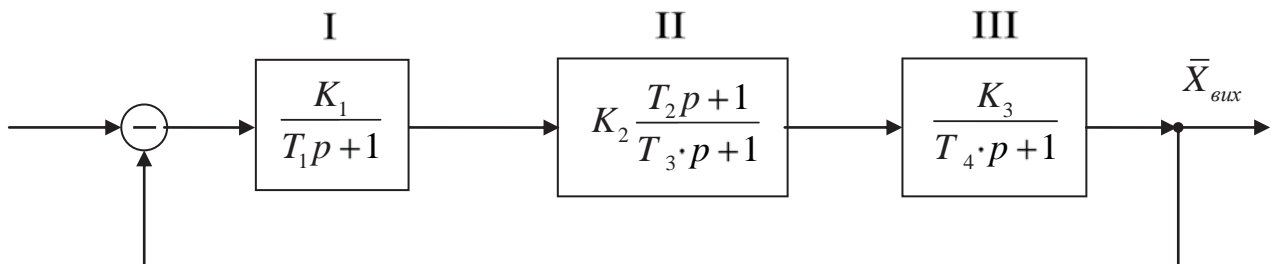 I II III
K₁ / (T₁p + 1)
K₂ (T₂p + 1) / (T₃·p + 1)
K₃ / (T₄·p + 1)
X̄вих
−